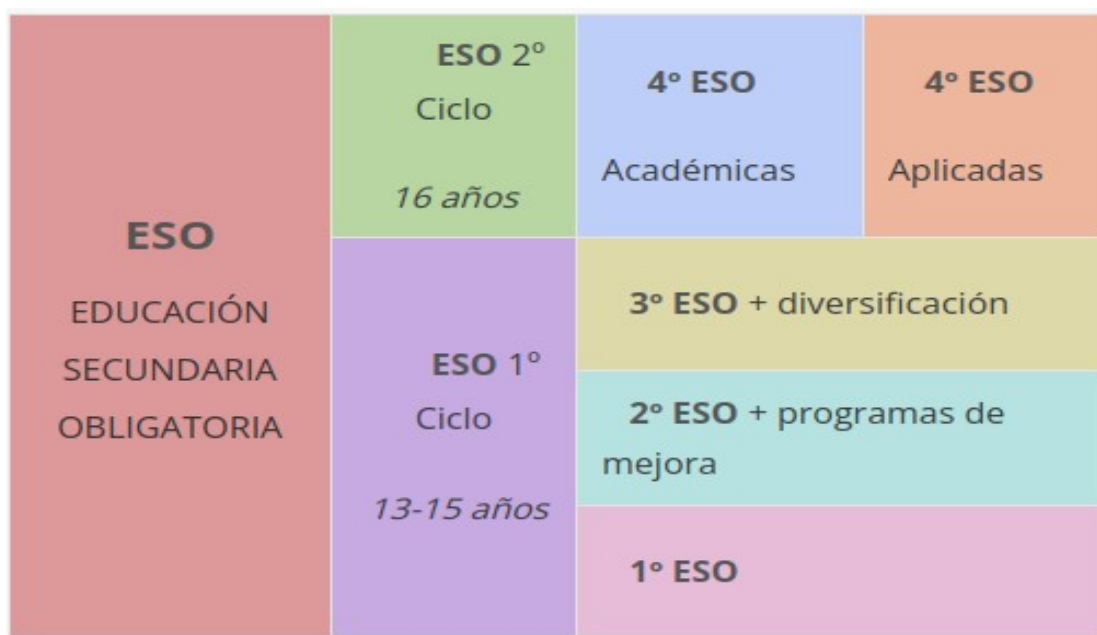 ESO
EDUCACIÓN
SECUNDARIA
OBLIGATORIA
ESO 2º
Ciclo
16 años
4º ESO
Académicas
4º ESO
Aplicadas
ESO 1º
Ciclo
13-15 años
3º ESO + diversificación
2º ESO + programas de
mejora
1º ESO